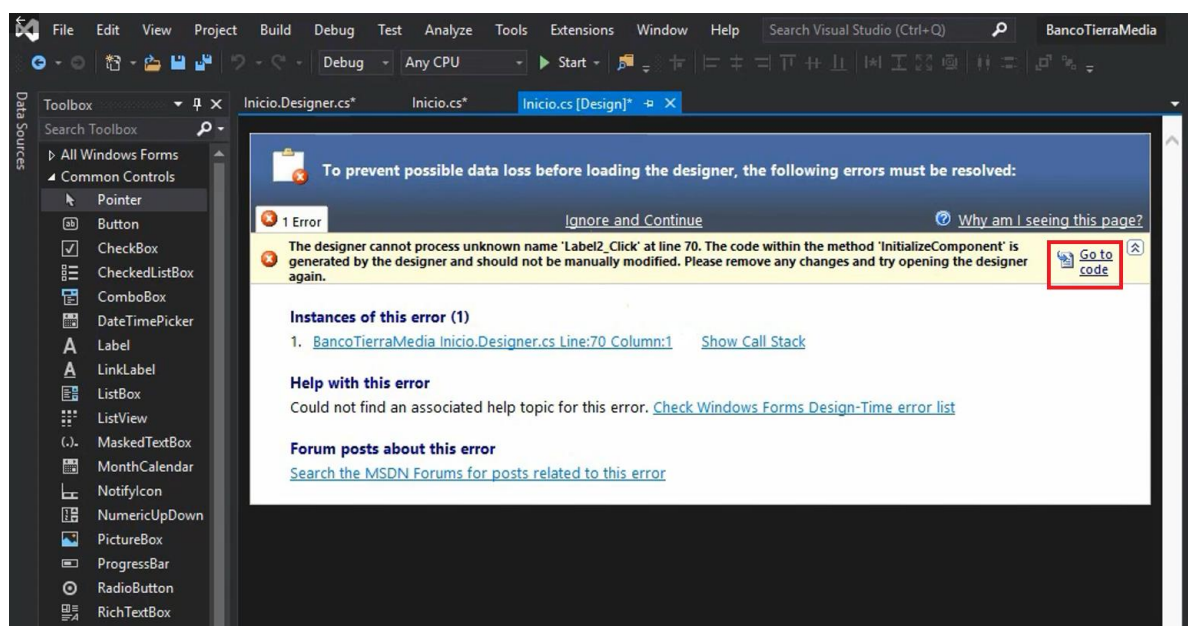 File Edit View Project Build Debug Test Analyze Tools Extensions Window Help Search Visual Studio (Ctrl+Q) BancoTierraMedia
Debug Any CPU Start
Data Sources
Toolbox
Inicio.Designer.cs* Inicio.cs* Inicio.cs [Design]*
Search Toolbox
All Windows Forms
Common Controls
Pointer
Button
CheckBox
CheckedListBox
ComboBox
DateTimePicker
Label
LinkLabel
ListBox
ListView
MaskedTextBox
MonthCalendar
NotifyIcon
NumericUpDown
PictureBox
ProgressBar
RadioButton
RichTextBox
To prevent possible data loss before loading the designer, the following errors must be resolved:
1 Error Ignore and Continue Why am I seeing this page?
The designer cannot process unknown name 'Label2_Click' at line 70. The code within the method 'InitializeComponent' is
generated by the designer and should not be manually modified. Please remove any changes and try opening the designer
again.
Go to
code
Instances of this error (1)
1. BancoTierraMedia Inicio.Designer.cs Line:70 Column:1 Show Call Stack
Help with this error
Could not find an associated help topic for this error. Check Windows Forms Design-Time error list
Forum posts about this error
Search the MSDN Forums for posts related to this error